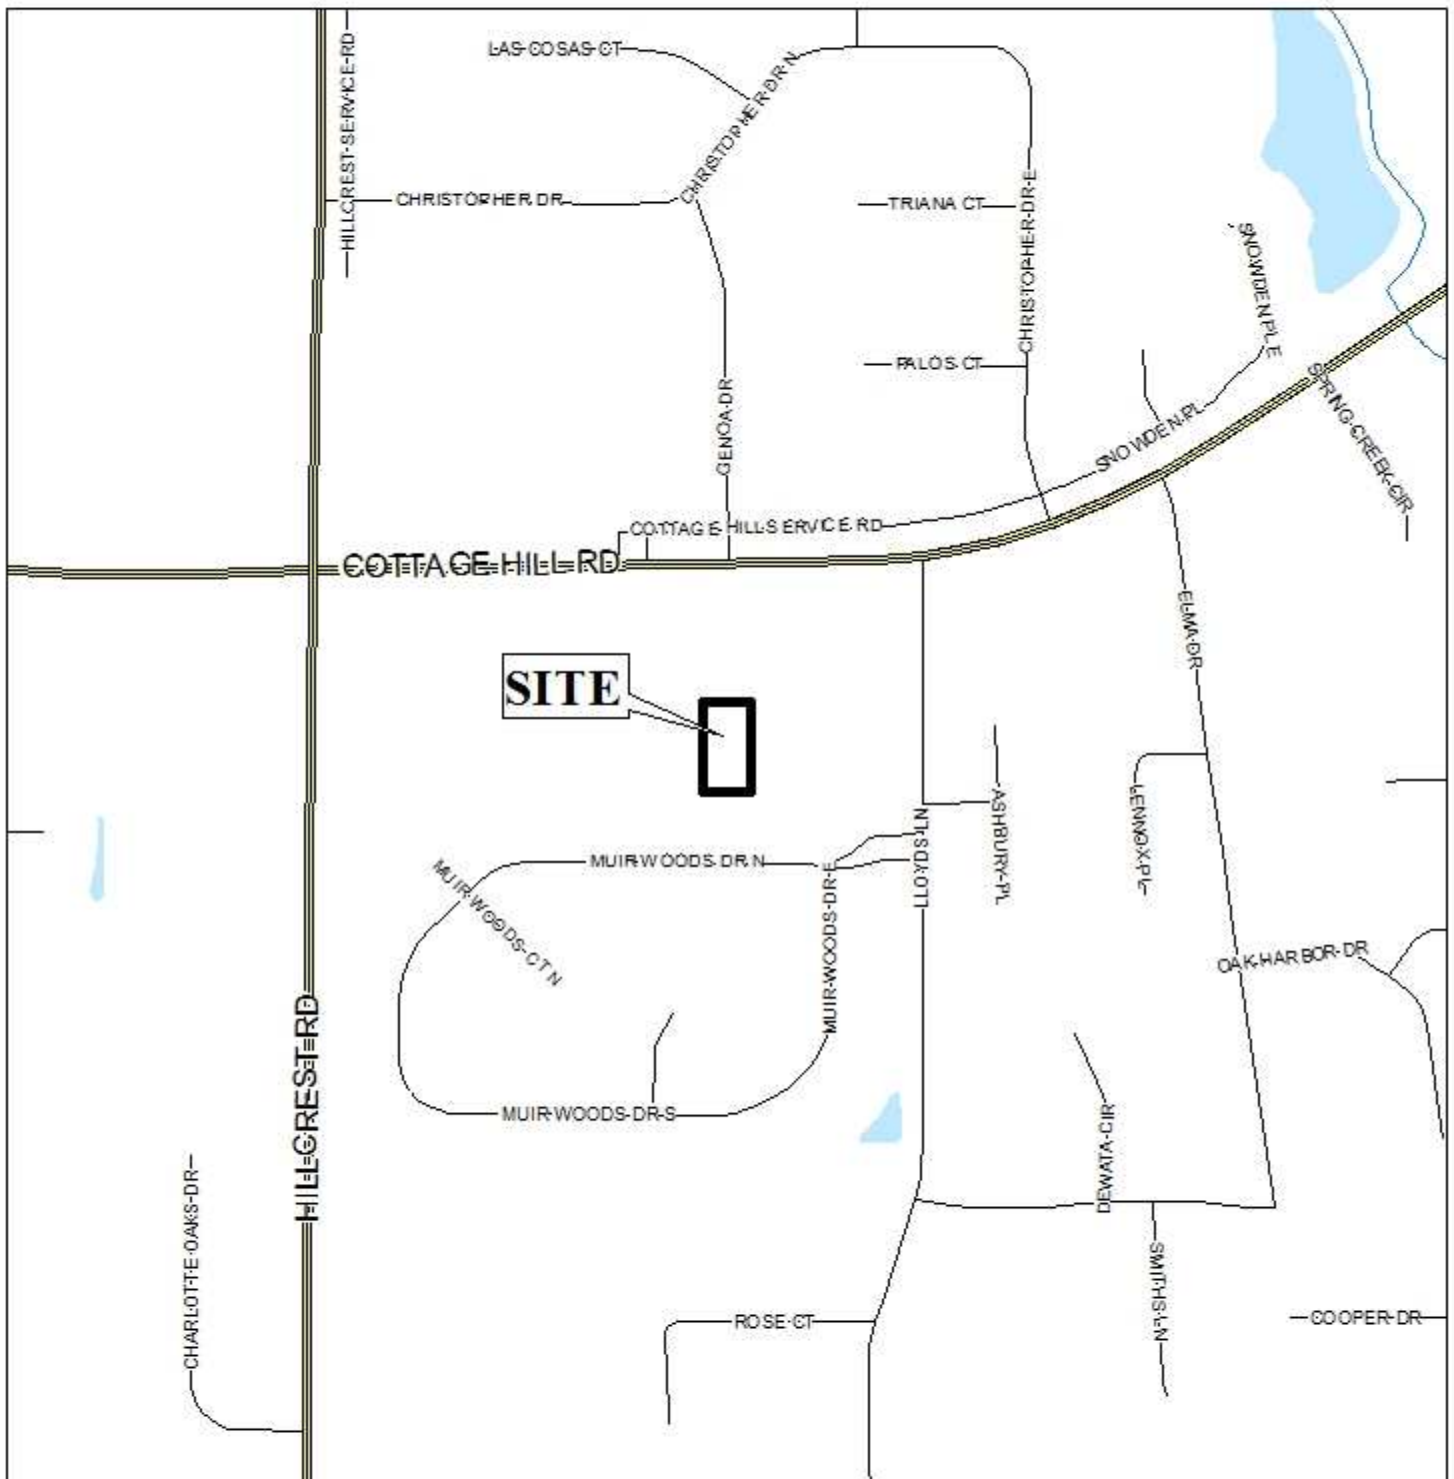 HILLCREST SERVICE RD
LAS COSAS CT
CHRISTOPHER DR N
CHRISTOPHER DR
TRIANA CT
CHRISTOPHER DR E
SNOWDEN PL E
PALOS CT
GENOA DR
SNOWDEN PL
SPRING CREEK CIR
COTTAGE HILL SERVICE RD
COTTAGE HILL RD
ELMA DR
SITE
LENNOX PL
ASHBURY PL
LLOYDS LN
MUIR WOODS DR N
MUIR WOODS CT N
MUIR WOODS DR E
OAK HARBOR DR
HILLCREST RD
MUIR WOODS DR S
DEWATA CIR
CHARLOTTE OAKS DR
SMITHS LN
ROSE CT
COOPER DR